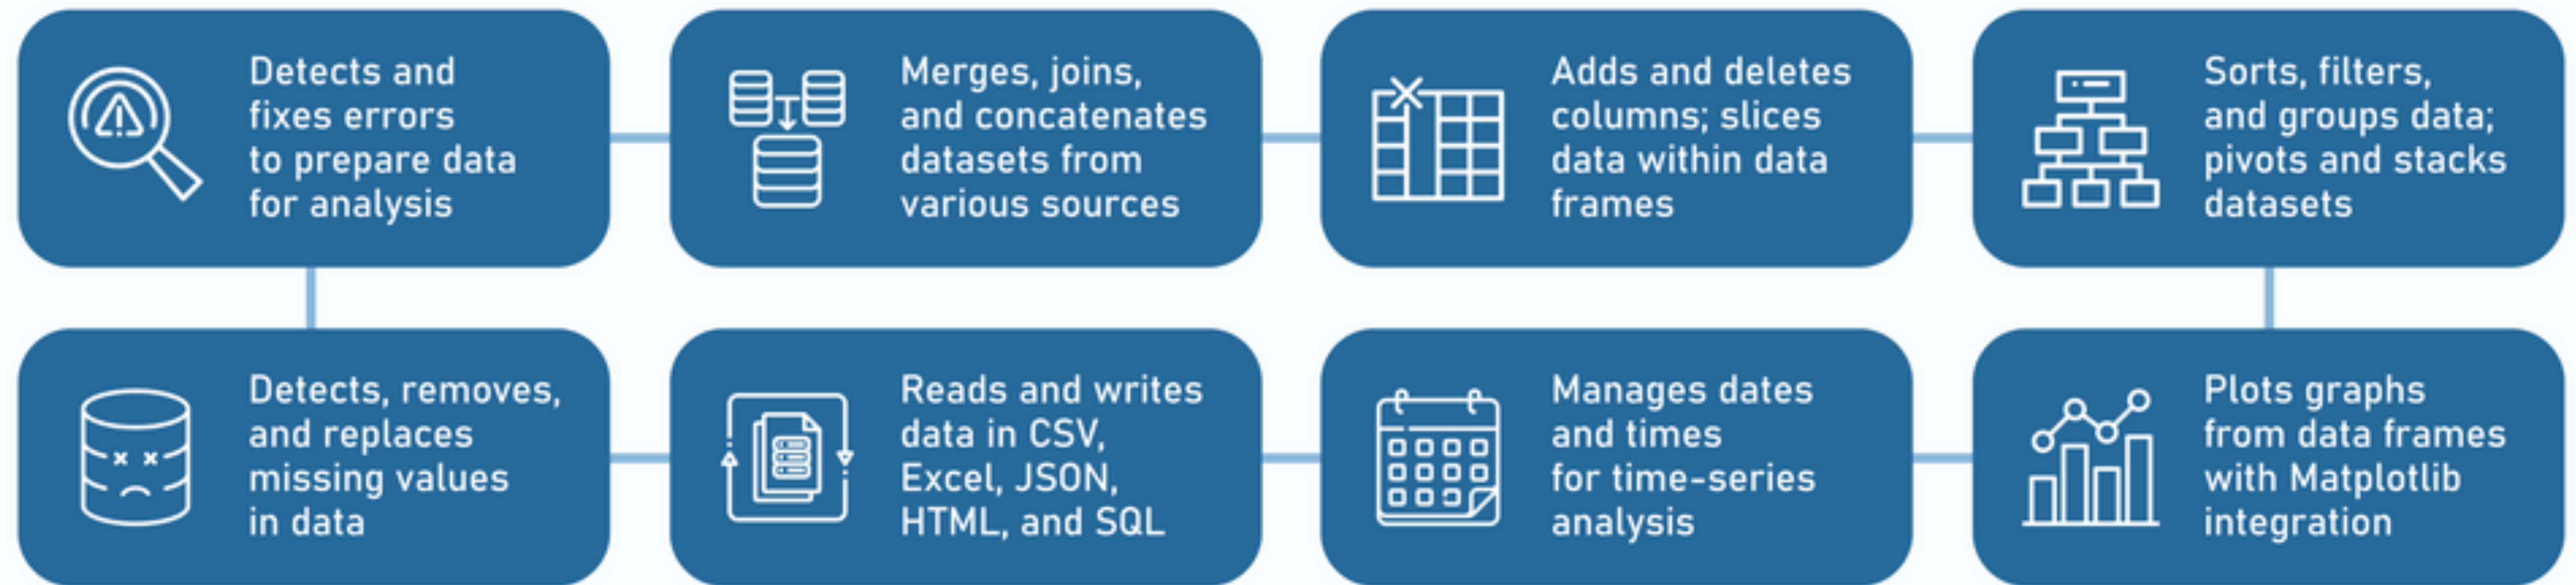 Detects and
fixes errors
to prepare data
for analysis
Merges, joins,
and concatenates
datasets from
various sources
Adds and deletes
columns; slices
data within data
frames
Sorts, filters,
and groups data;
pivots and stacks
datasets
Detects, removes,
and replaces
missing values
in data
Reads and writes
data in CSV,
Excel, JSON,
HTML, and SQL
Manages dates
and times
for time-series
analysis
Plots graphs
from data frames
with Matplotlib
integration